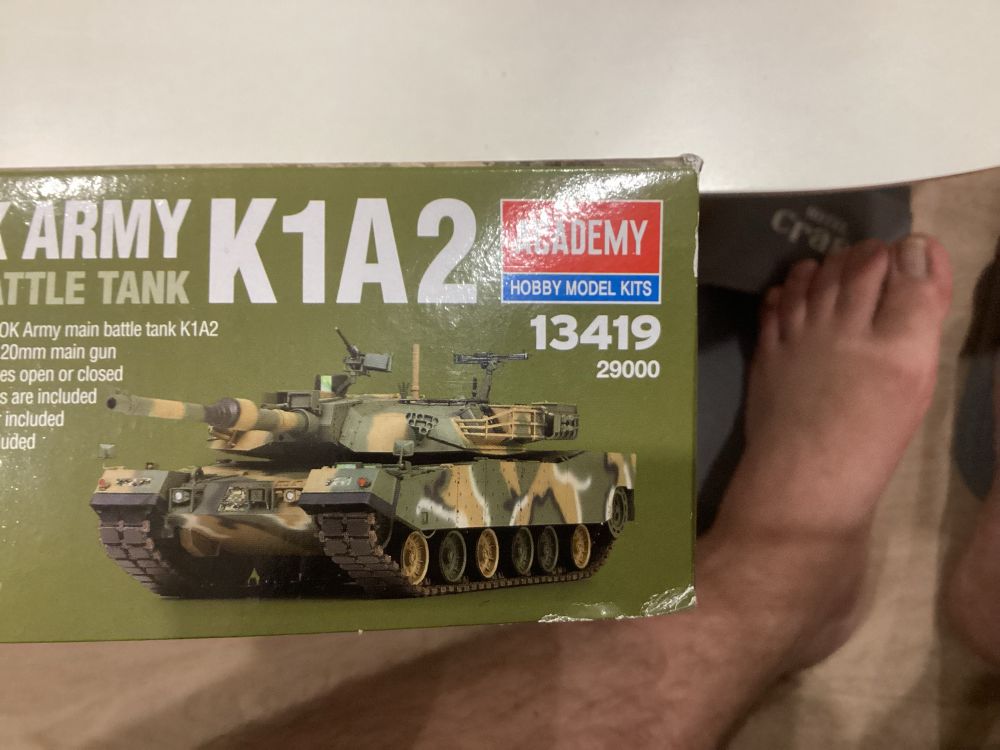 K ARMY K1A2
ATTLE TANK
OK Army main battle tank K1A2
20mm main gun
es open or closed
s are included
r included
uded
ACADEMY
HOBBY MODEL KITS
13419
29000